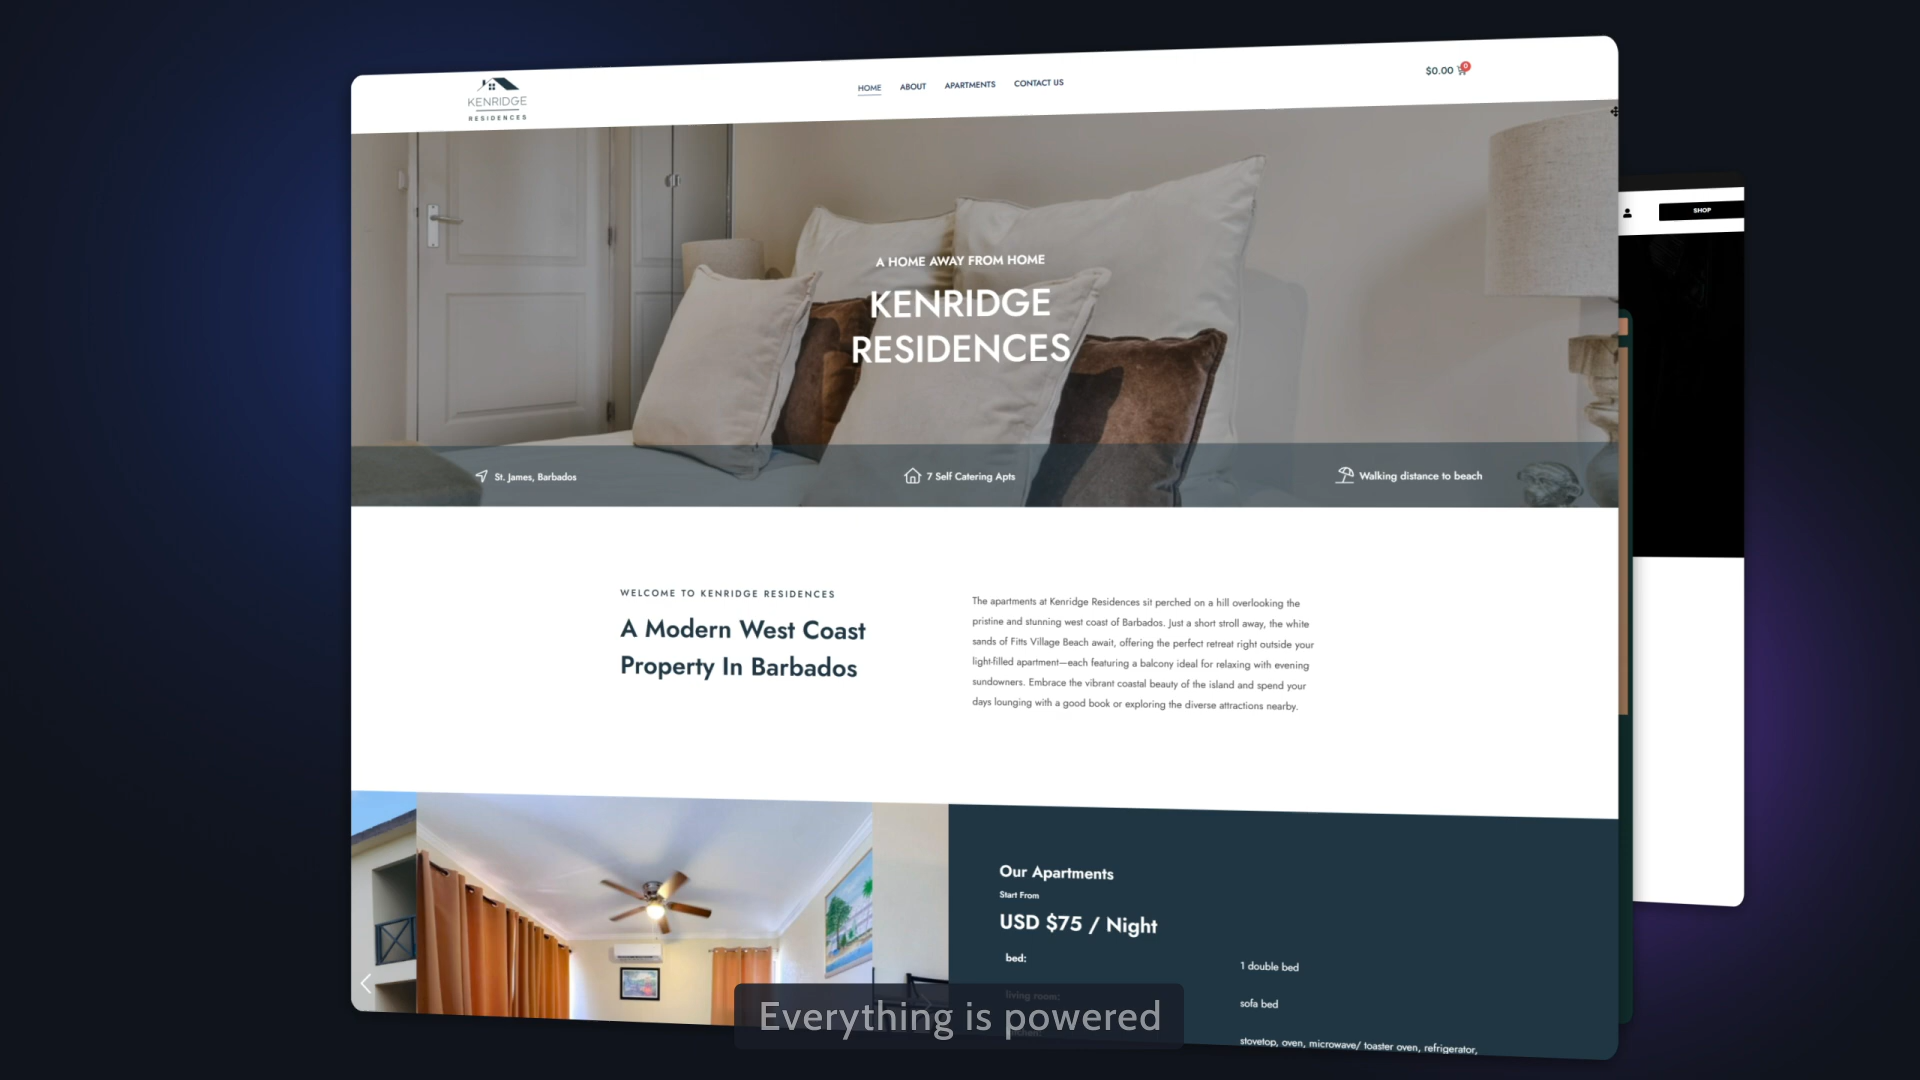 KENRIDGE
RESIDENCES
HOME ABOUT APARTMENTS CONTACT US
$0.00 0
SHOP
A HOME AWAY FROM HOME
KENRIDGE
RESIDENCES
St. James, Barbados
7 Self Catering Apts
Walking distance to beach
WELCOME TO KENRIDGE RESIDENCES
A Modern West Coast
Property In Barbados
The apartments at Kenridge Residences sit perched on a hill overlooking the
pristine and stunning west coast of Barbados. Just a short stroll away, the white
sands of Fitts Village Beach await, offering the perfect retreat right outside your
light-filled apartment—each featuring a balcony ideal for relaxing with evening
sundowners. Embrace the vibrant coastal beauty of the island and spend your
days lounging with a good book or exploring the diverse attractions nearby.
Our Apartments
Start From
USD $75 / Night
bed:
1 double bed
living room:
sofa bed
kitchen:
stovetop, oven, microwave/ toaster oven, refrigerator,
Everything is powered